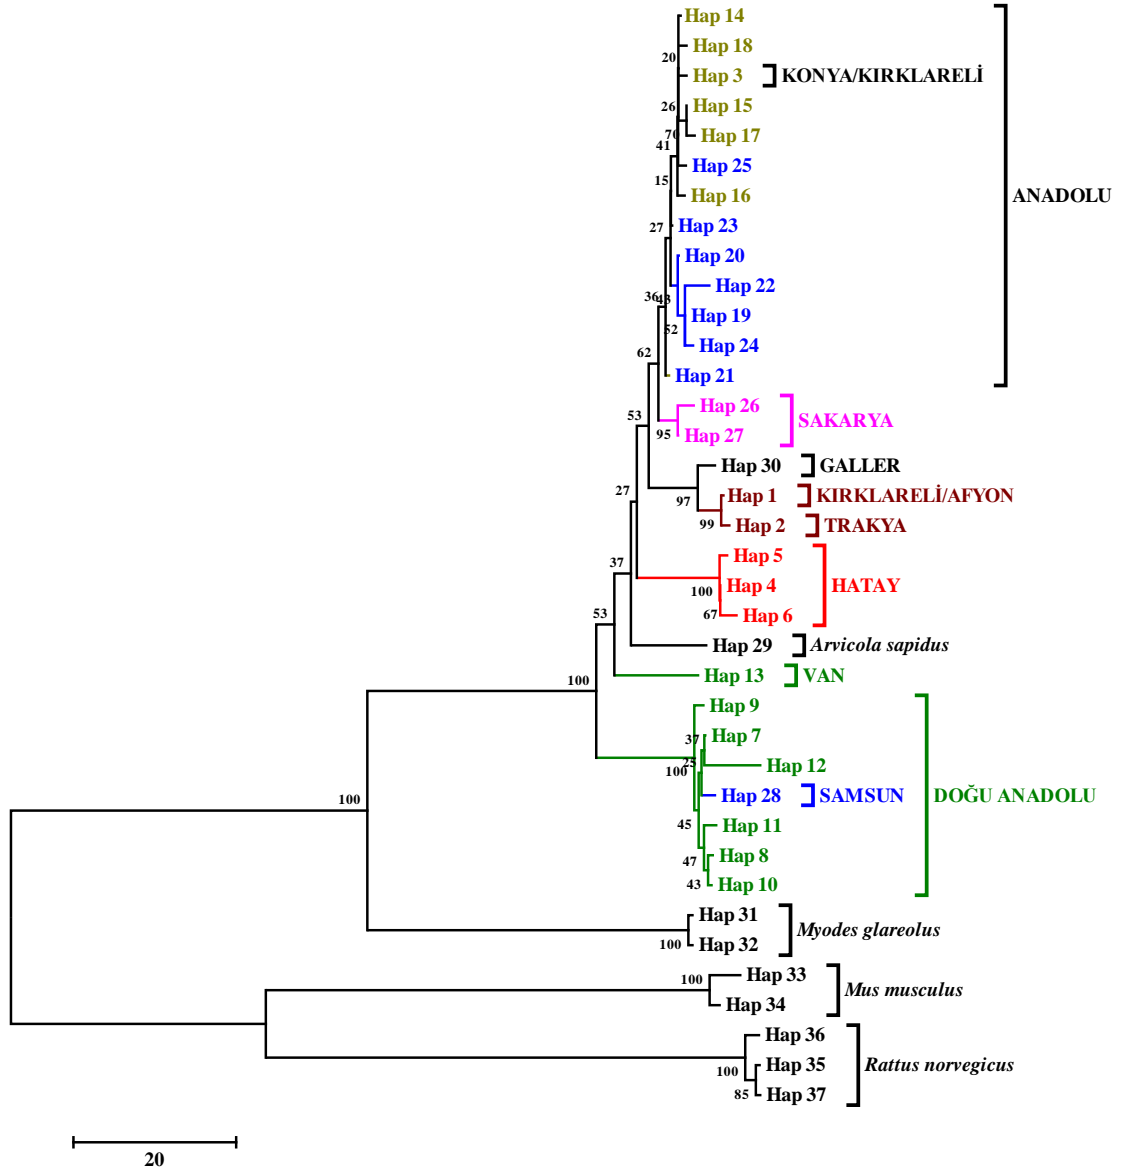 Hap 14
Hap 18
20
Hap 3 KONYA/KIRKLARELİ
26 Hap 15
70 Hap 17
41
Hap 25
15
Hap 16 ANADOLU
27 Hap 23
Hap 20
Hap 22
36 43
Hap 19
52
Hap 24
62
Hap 21
Hap 26
53 SAKARYA
95 Hap 27
Hap 30 GALLER
27 97 Hap 1 KIRKLARELİ/AFYON
99 Hap 2 TRAKYA
37 Hap 5
100 Hap 4 HATAY
53 67 Hap 6
Hap 29 Arvicola sapidus
100 Hap 13 VAN
Hap 9
37 Hap 7
25
100 Hap 12
Hap 28 SAMSUN DOĞU ANADOLU
100
45 Hap 11
47 Hap 8
43 Hap 10
Hap 31
Myodes glareolus
100 Hap 32
100 Hap 33
Mus musculus
Hap 34
Hap 36
100 Hap 35 Rattus norvegicus
85 Hap 37
20